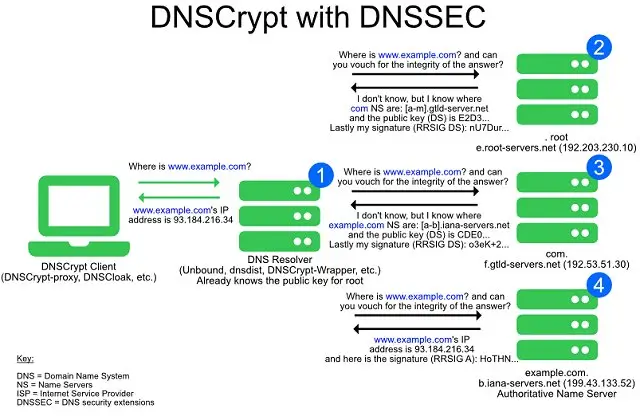 DNSCrypt with DNSSEC
Where is www.example.com? and can
you vouch for the integrity of the answer?
I don't know, but I know where
com NS are: [a-m].gtld-server.net
and the public key (DS) is E2D3...
Lastly my signature (RRSIG DS): nU7Dur...
2
. root
e.root-servers.net (192.203.230.10)
Where is www.example.com?
www.example.com's IP
address is 93.184.216.34
DNSCrypt Client
(DNSCrypt-proxy, DNSCloak, etc.)
1
DNS Resolver
(Unbound, dnsdist, DNSCrypt-Wrapper, etc.)
Already knows the public key for root
Where is www.example.com? and can
you vouch for the integrity of the answer?
I don't know, but I know where
example.com NS are: [a-b].iana-servers.net
and the public key (DS) is CDE0...
Lastly my signature (RRSIG DS): o3eK+2...
3
com.
f.gtld-servers.net (192.53.51.30)
Where is www.example.com? and can
you vouch for the integrity of the answer?
www.example.com's IP
address is 93.184.216.34
and here is the signature (RRSIG A): HoTHN...
4
example.com.
b.iana-servers.net (199.43.133.52)
Authoritative Name Server
Key:
DNS = Domain Name System
NS = Name Servers
ISP = Internet Service Provider
DNSSEC = DNS security extensions